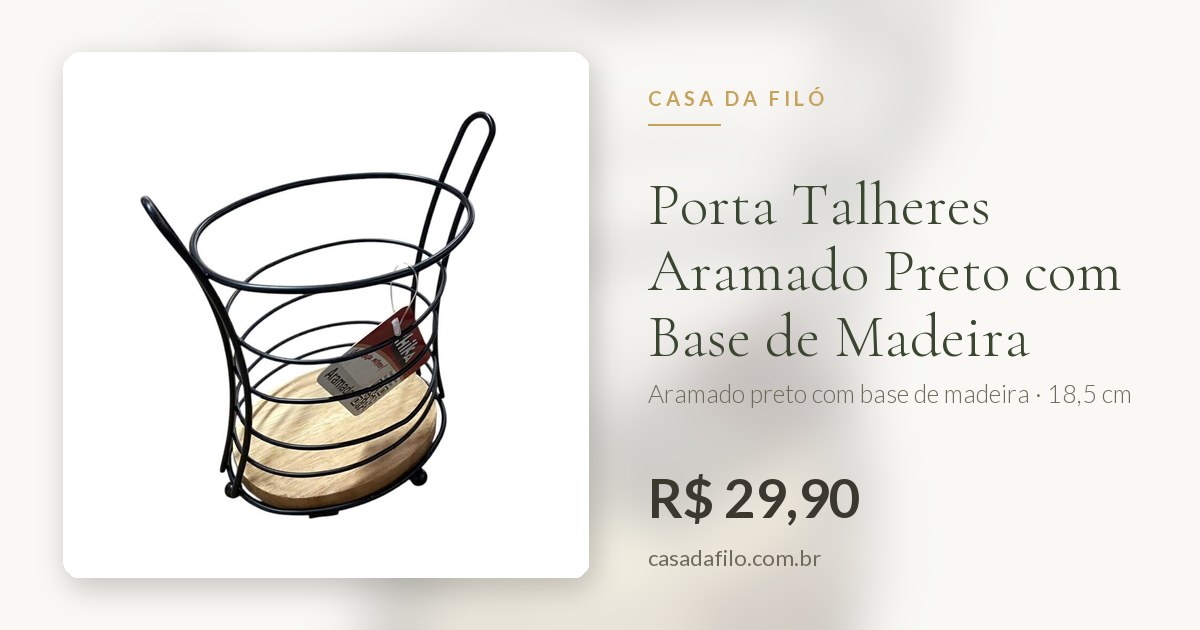 CASA DA FILÓ
Porta Talheres
Aramado Preto com
Base de Madeira
Aramado preto com base de madeira · 18,5 cm
R$ 29,90
casadafilo.com.br